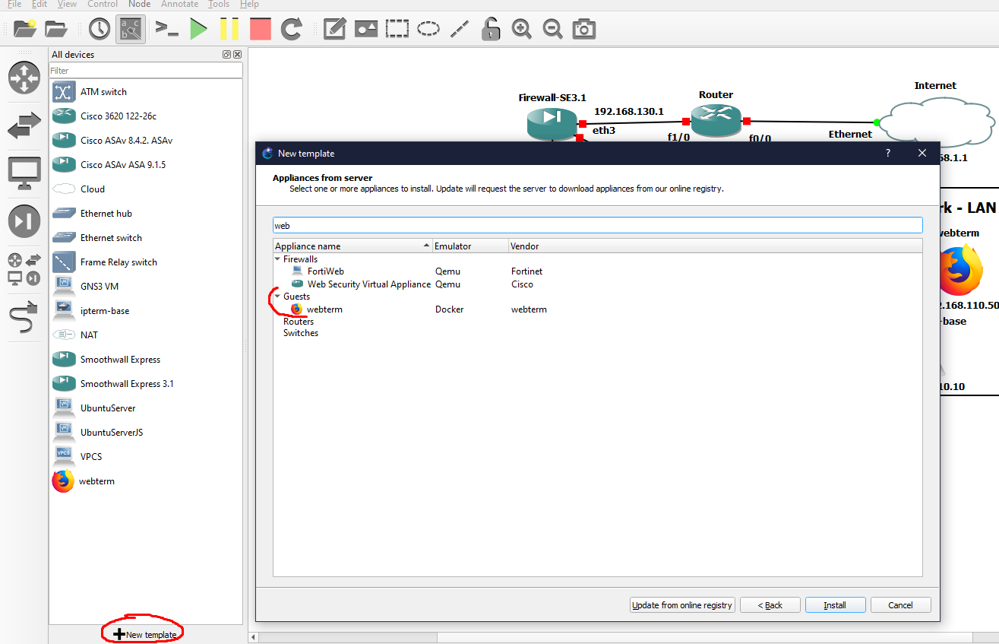 File Edit View Control Node Annotate Tools Help
All devices
Filter
ATM switch
Cisco 3620 122-26c
Cisco ASAv 8.4.2. ASAv
Cisco ASAv ASA 9.1.5
Cloud
Ethernet hub
Ethernet switch
Frame Relay switch
GNS3 VM
ipterm-base
NAT
Smoothwall Express
Smoothwall Express 3.1
UbuntuServer
UbuntuServerJS
VPCS
webterm
New template
Firewall-SE3.1
192.168.130.1
eth3
Router
f1/0
f0/0
Internet
Ethernet
68.1.1
rk - LAN
webterm
2.168.110.50
-base
10.10
New template
Appliances from server
Select one or more appliances to install. Update will request the server to download appliances from our online registry.
web
Appliance name Emulator Vendor
Firewalls
FortiWeb Qemu Fortinet
Web Security Virtual Appliance Qemu Cisco
Guests
webterm Docker webterm
Routers
Switches
Update from online registry < Back Install Cancel